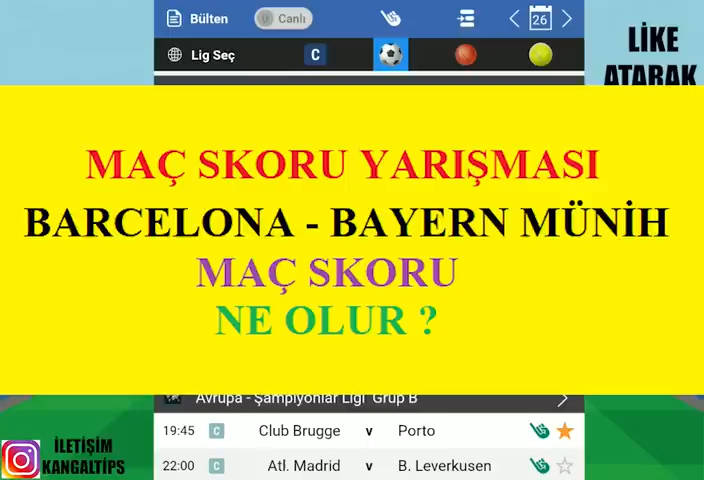 Bülten
Canlı
26
LİKE
ATARAK
Lig Seç
C
MAÇ SKORU YARIŞMASI
BARCELONA - BAYERN MÜNİH
MAÇ SKORU
NE OLUR ?
Avrupa - Şampiyonlar Ligi Grup B
19:45 C Club Brugge v Porto
22:00 C Atl. Madrid v B. Leverkusen
İLETİŞİM
KANGALTİPS